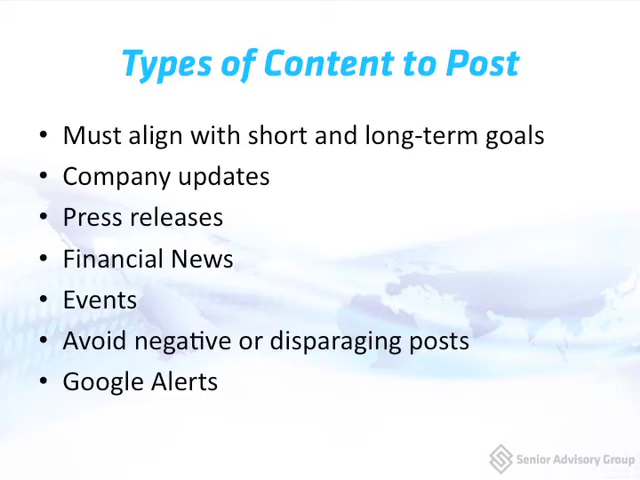 Types of Content to Post
• Must align with short and long-term goals
• Company updates
• Press releases
• Financial News
• Events
• Avoid negative or disparaging posts
• Google Alerts
Senior Advisory Group